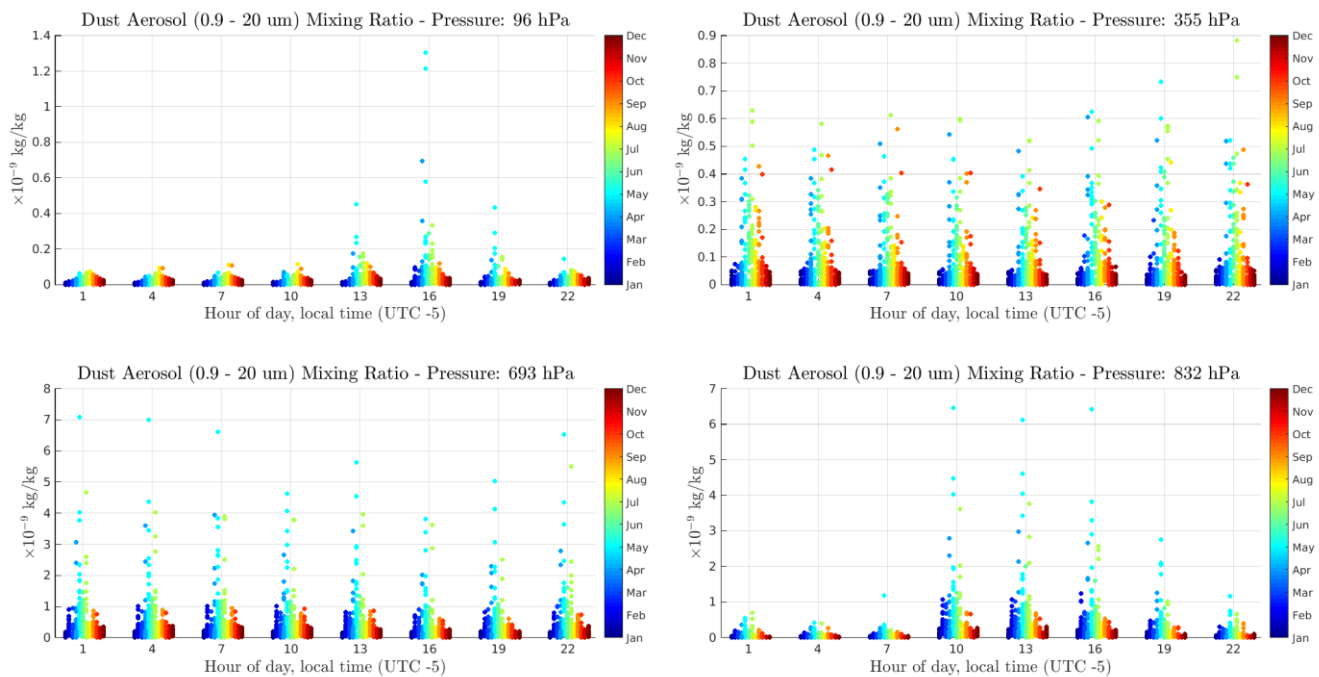 Dust Aerosol (0.9 - 20 um) Mixing Ratio - Pressure: 96 hPa
×10⁻⁹ kg/kg
1.4
1.2
1
0.8
0.6
0.4
0.2
0
1 4 7 10 13 16 19 22
Hour of day, local time (UTC -5)
Dec
Nov
Oct
Sep
Aug
Jul
Jun
May
Apr
Mar
Feb
Jan
Dust Aerosol (0.9 - 20 um) Mixing Ratio - Pressure: 355 hPa
×10⁻⁹ kg/kg
0.9
0.8
0.7
0.6
0.5
0.4
0.3
0.2
0.1
0
1 4 7 10 13 16 19 22
Hour of day, local time (UTC -5)
Dec
Nov
Oct
Sep
Aug
Jul
Jun
May
Apr
Mar
Feb
Jan
Dust Aerosol (0.9 - 20 um) Mixing Ratio - Pressure: 693 hPa
×10⁻⁹ kg/kg
8
7
6
5
4
3
2
1
0
1 4 7 10 13 16 19 22
Hour of day, local time (UTC -5)
Dec
Nov
Oct
Sep
Aug
Jul
Jun
May
Apr
Mar
Feb
Jan
Dust Aerosol (0.9 - 20 um) Mixing Ratio - Pressure: 832 hPa
×10⁻⁹ kg/kg
7
6
5
4
3
2
1
0
1 4 7 10 13 16 19 22
Hour of day, local time (UTC -5)
Dec
Nov
Oct
Sep
Aug
Jul
Jun
May
Apr
Mar
Feb
Jan